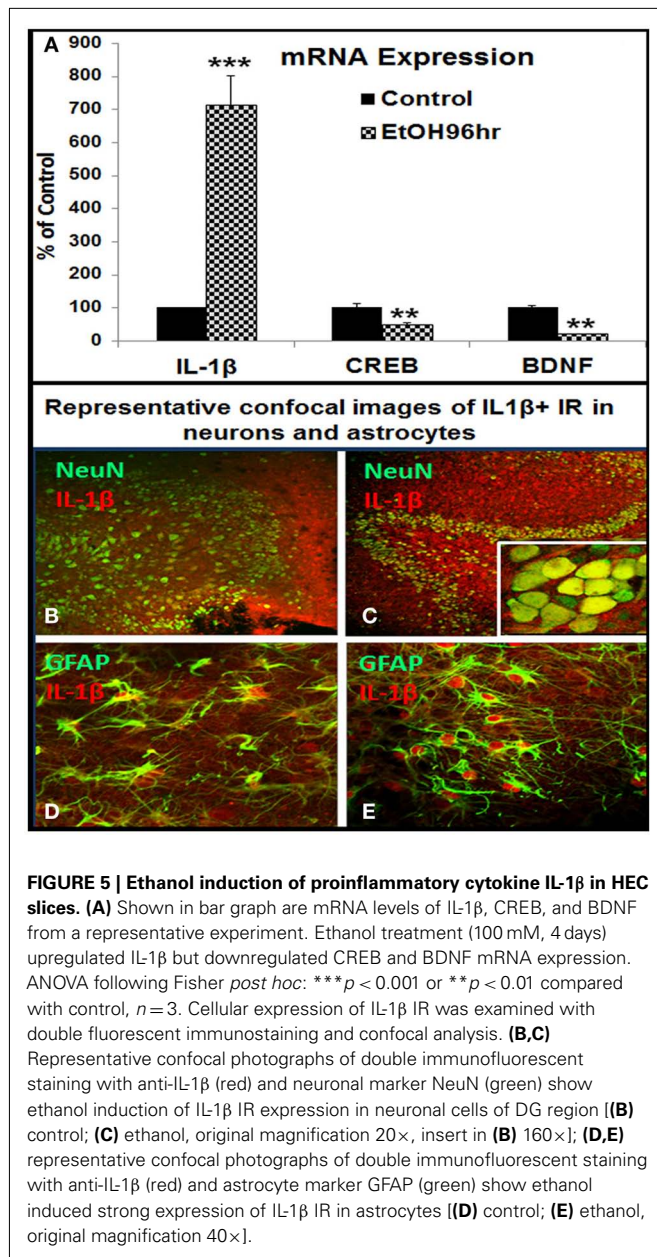 A
mRNA Expression
***
Control
EtOH96hr
% of Control
900
800
700
600
500
400
300
200
100
0
**
**
IL-1β
CREB
BDNF
Representative confocal images of IL1β+ IR in
neurons and astrocytes
NeuN
IL-1β
B
NeuN
IL-1β
C
GFAP
IL-1β
D
GFAP
IL-1β
E
FIGURE 5 | Ethanol induction of proinflammatory cytokine IL-1β in HEC
slices. (A) Shown in bar graph are mRNA levels of IL-1β, CREB, and BDNF
from a representative experiment. Ethanol treatment (100 mM, 4 days)
upregulated IL-1β but downregulated CREB and BDNF mRNA expression.
ANOVA following Fisher post hoc: ***p < 0.001 or **p < 0.01 compared
with control, n = 3. Cellular expression of IL-1β IR was examined with
double fluorescent immunostaining and confocal analysis. (B,C)
Representative confocal photographs of double immunofluorescent
staining with anti-IL-1β (red) and neuronal marker NeuN (green) show
ethanol induction of IL-1β IR expression in neuronal cells of DG region [(B)
control; (C) ethanol, original magnification 20×, insert in (B) 160×]; (D,E)
representative confocal photographs of double immunofluorescent staining
with anti-IL-1β (red) and astrocyte marker GFAP (green) show ethanol
induced strong expression of IL-1β IR in astrocytes [(D) control; (E) ethanol,
original magnification 40×].